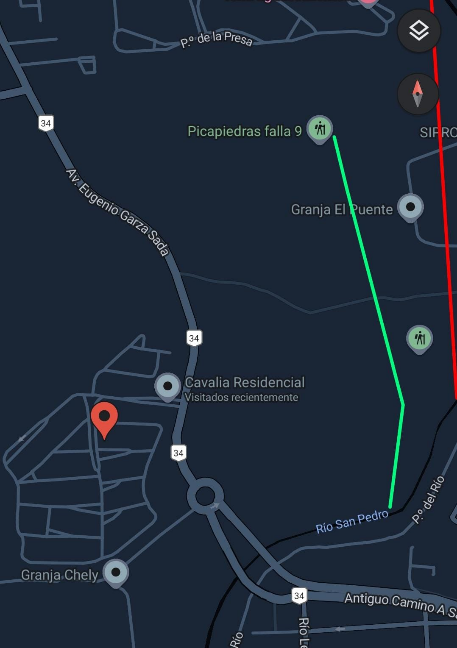 P.º de la Presa
34
Picapiedras falla 9
Av. Eugenio Garza Sada
Granja El Puente
34
Cavalia Residencial
Visitados recientemente
34
Río San Pedro
P.º del Río
Granja Chely
34
Antiguo Camino A S
Río
Río Le